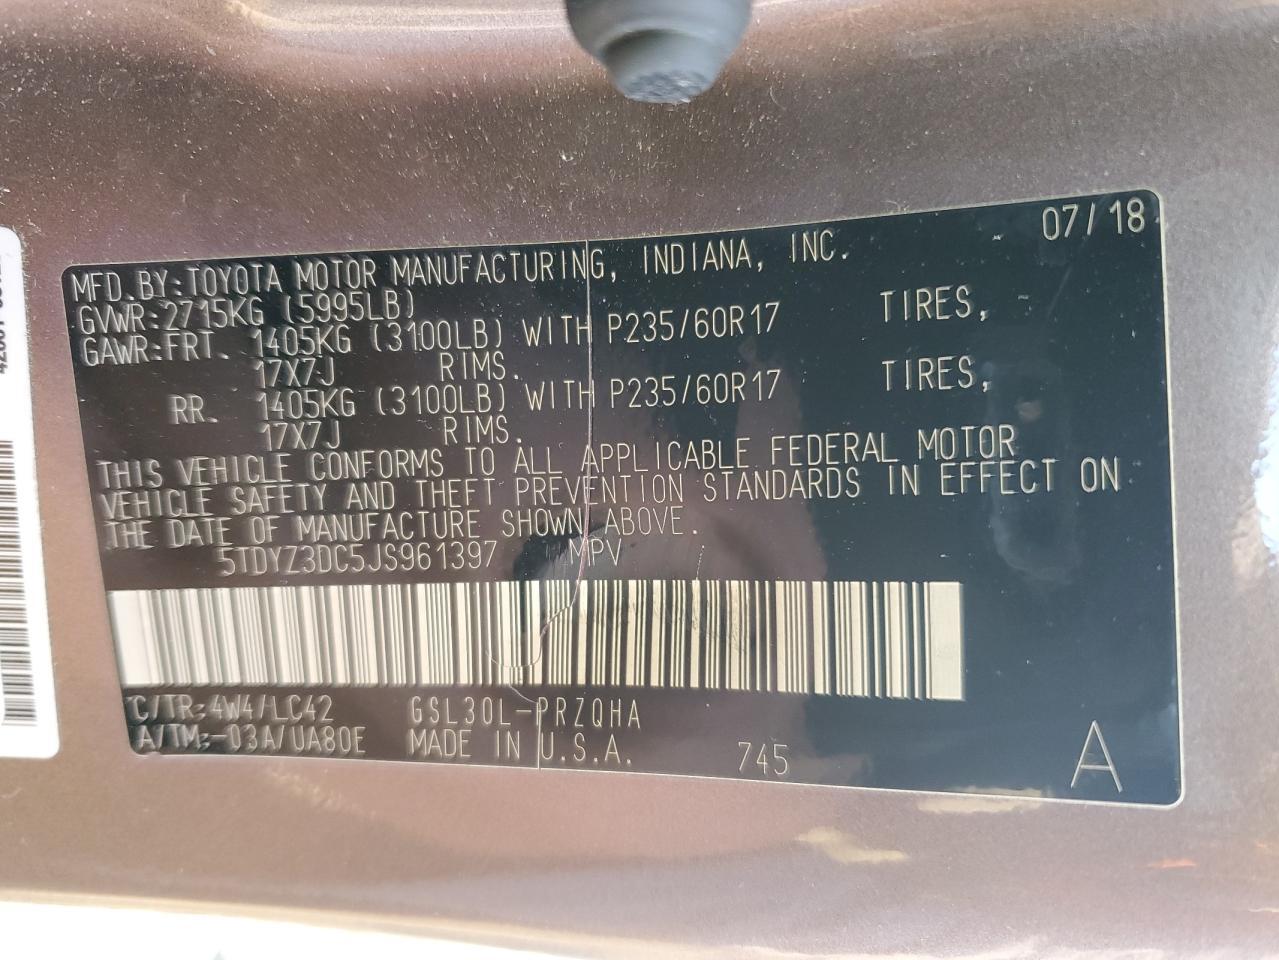 07/18
MFD.BY:TOYOTA MOTOR MANUFACTURING, INDIANA, INC.
GVWR:2715KG (5995LB)
GAWR:FRT. 1405KG (3100LB) WITH P235/60R17 TIRES,
17X7J RIMS.
RR. 1405KG (3100LB) WITH P235/60R17 TIRES,
17X7J RIMS.
THIS VEHICLE CONFORMS TO ALL APPLICABLE FEDERAL MOTOR
VEHICLE SAFETY AND THEFT PREVENTION STANDARDS IN EFFECT ON
THE DATE OF MANUFACTURE SHOWN ABOVE.
5TDYZ3DC5JS961397 MPV
C/TR:4W4/LC42 GSL30L-PRZQHA
A/TM:-03A/UA80E MADE IN U.S.A. 745 A